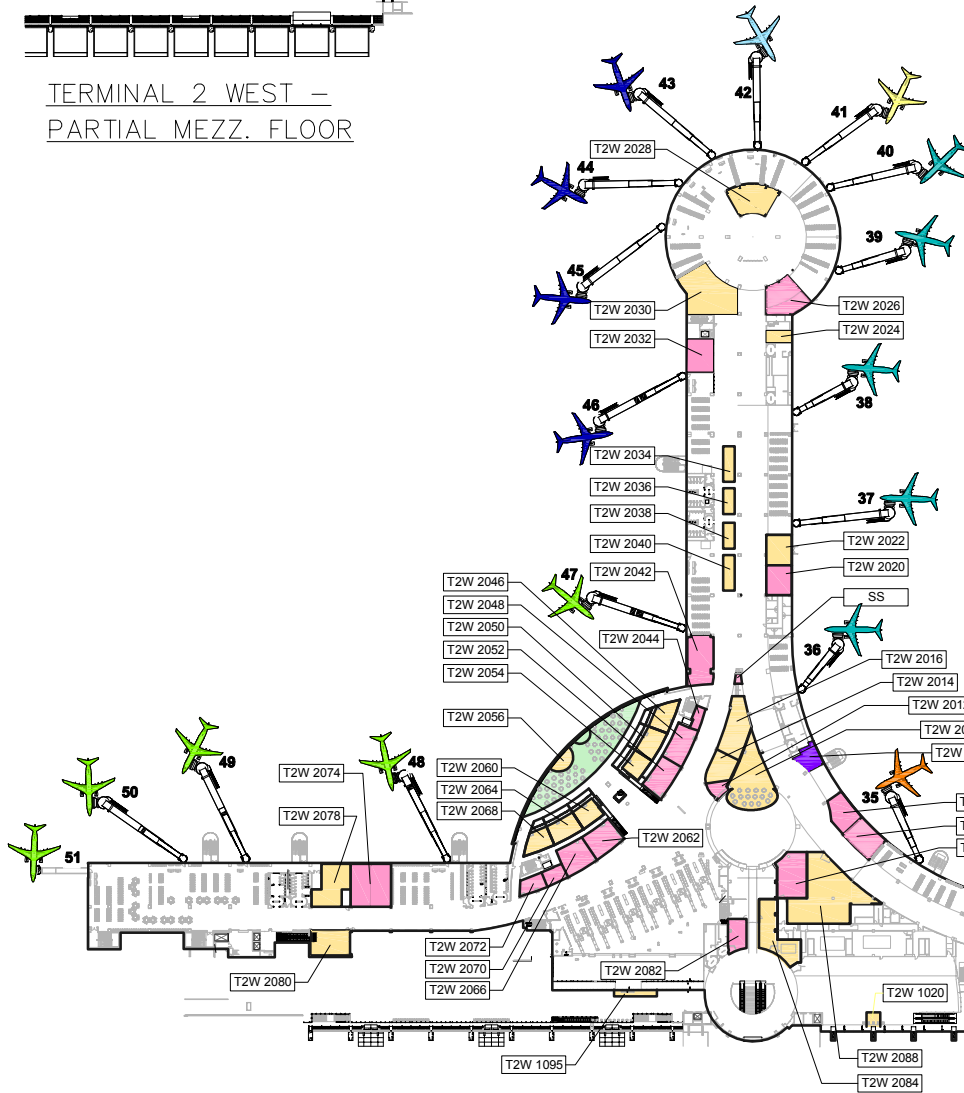 TERMINAL 2 WEST –
PARTIAL MEZZ. FLOOR
43
42
41
40
T2W 2028
44
39
45
T2W 2030
T2W 2026
T2W 2024
T2W 2032
38
46
T2W 2034
T2W 2036
37
T2W 2038
T2W 2040
T2W 2022
T2W 2042
T2W 2020
T2W 2046
47
T2W 2048
SS
T2W 2050
T2W 2044
36
T2W 2052
T2W 2016
T2W 2054
T2W 2014
T2W 2056
49
48
T2W 2060
T2W 2074
T2W 2064
50
35
T2W 2068
T2W 2078
T2W 2062
51
T2W 2072
T2W 2070
T2W 2082
T2W 2080
T2W 2066
T2W 1020
T2W 1095
T2W 2088
T2W 2084